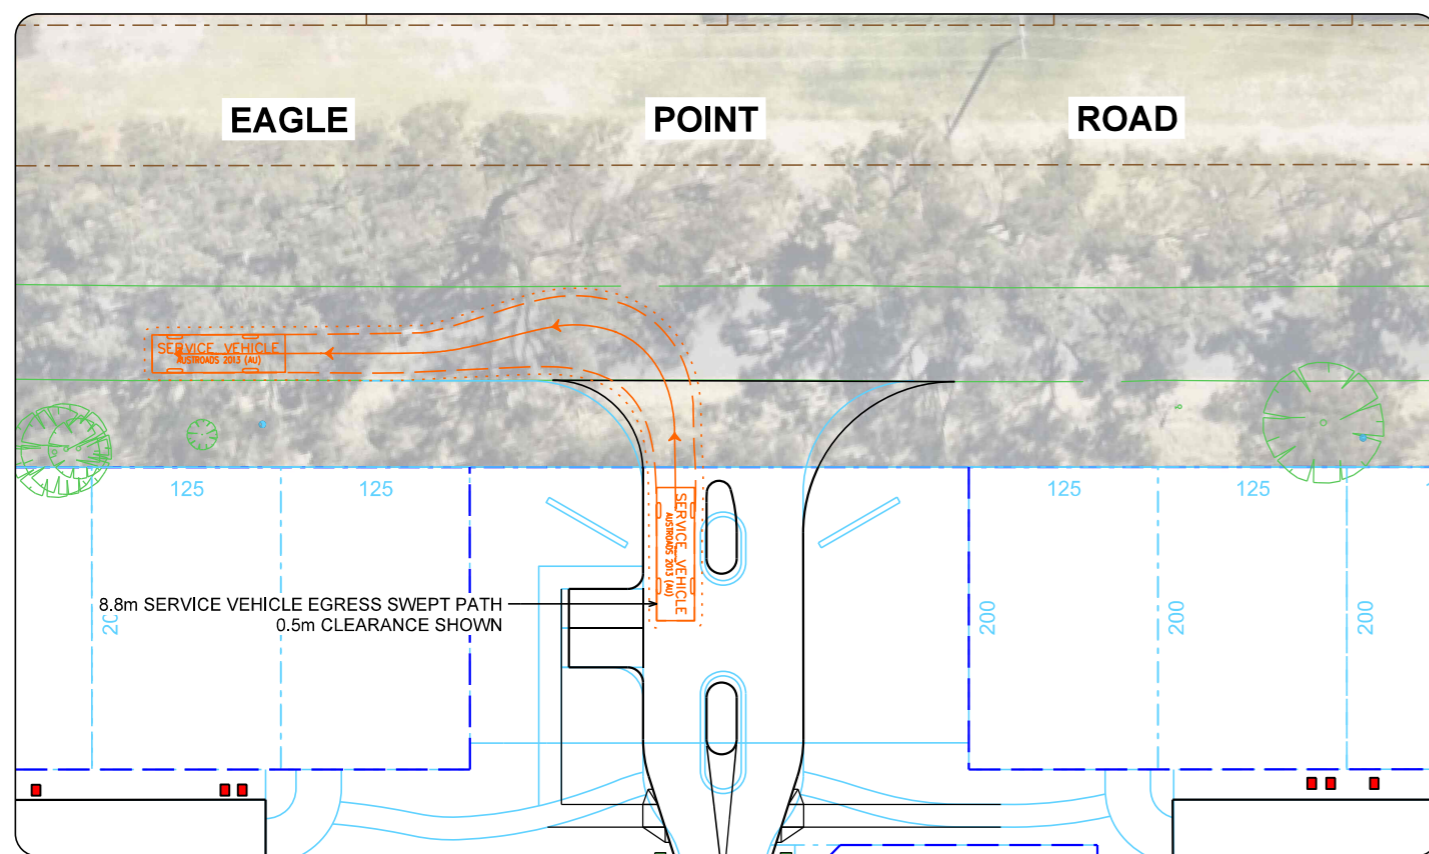 EAGLE POINT ROAD
SERVICE VEHICLE
AUSTROADS 2013 (AU)
125 125 125 125
SERVICE VEHICLE
AUSTROADS 2013 (AU)
8.8m SERVICE VEHICLE EGRESS SWEPT PATH
0.5m CLEARANCE SHOWN
200 200 200